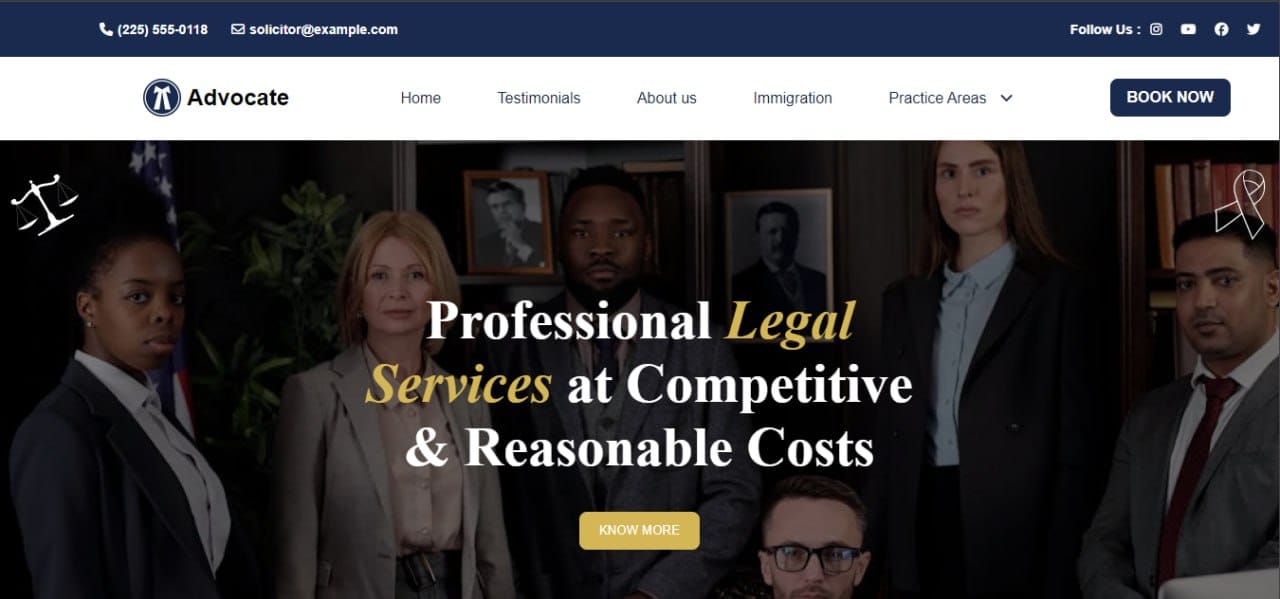 (225) 555-0118 solicitor@example.com Follow Us :
Advocate Home Testimonials About us Immigration Practice Areas BOOK NOW
Professional Legal
Services at Competitive
& Reasonable Costs
KNOW MORE